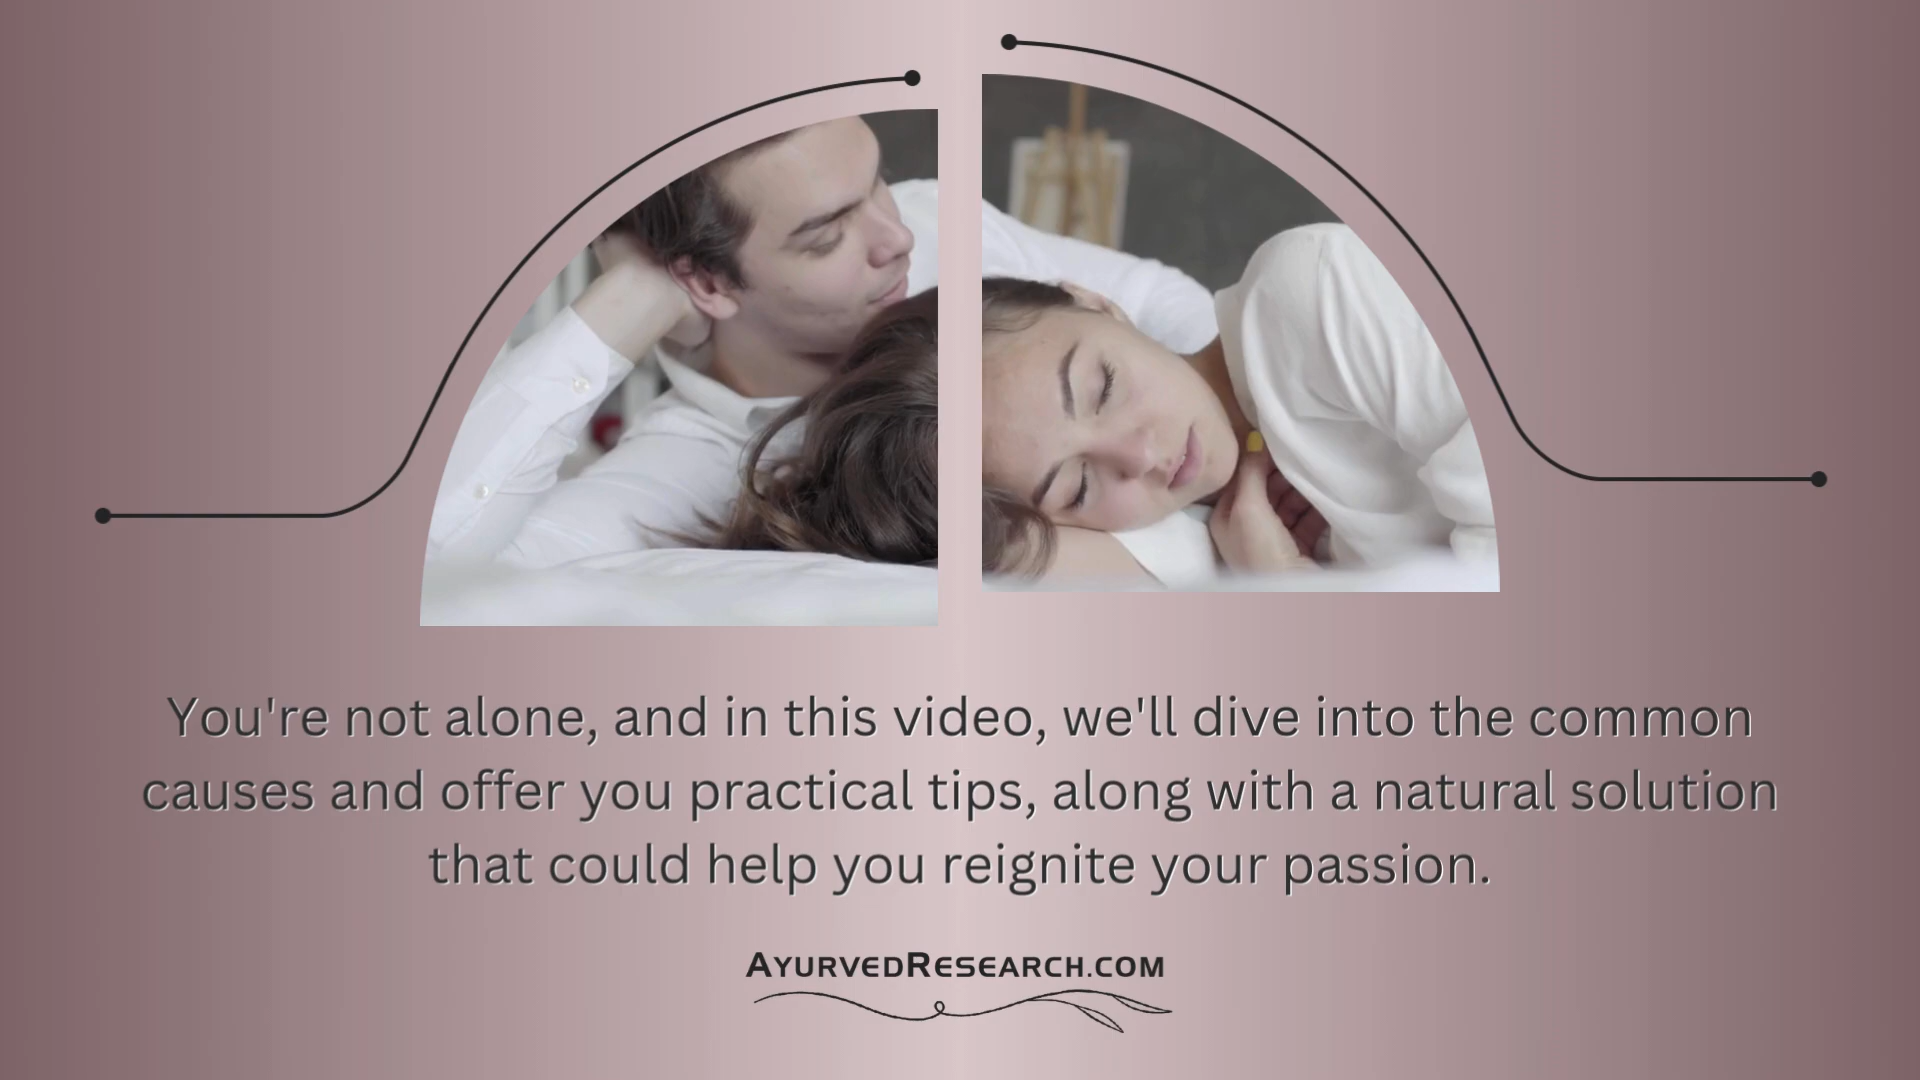 You're not alone, and in this video, we'll dive into the common
causes and offer you practical tips, along with a natural solution
that could help you reignite your passion.
AYURVEDRESEARCH.COM